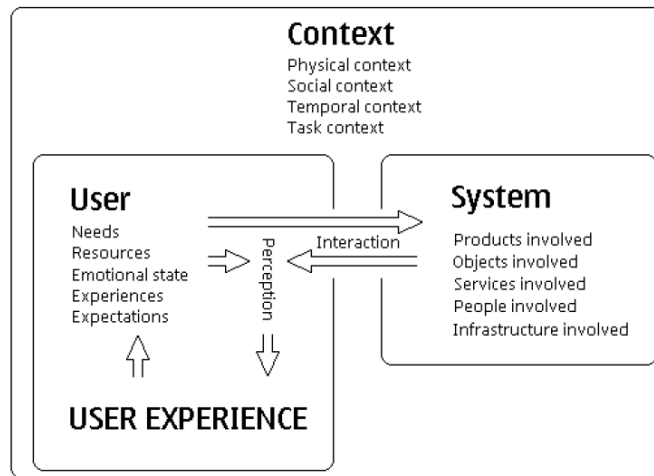 Context
Physical context
Social context
Temporal context
Task context
User
Needs
Resources
Emotional state
Experiences
Expectations
Perception
Interaction
System
Products involved
Objects involved
Services involved
People involved
Infrastructure involved
USER EXPERIENCE